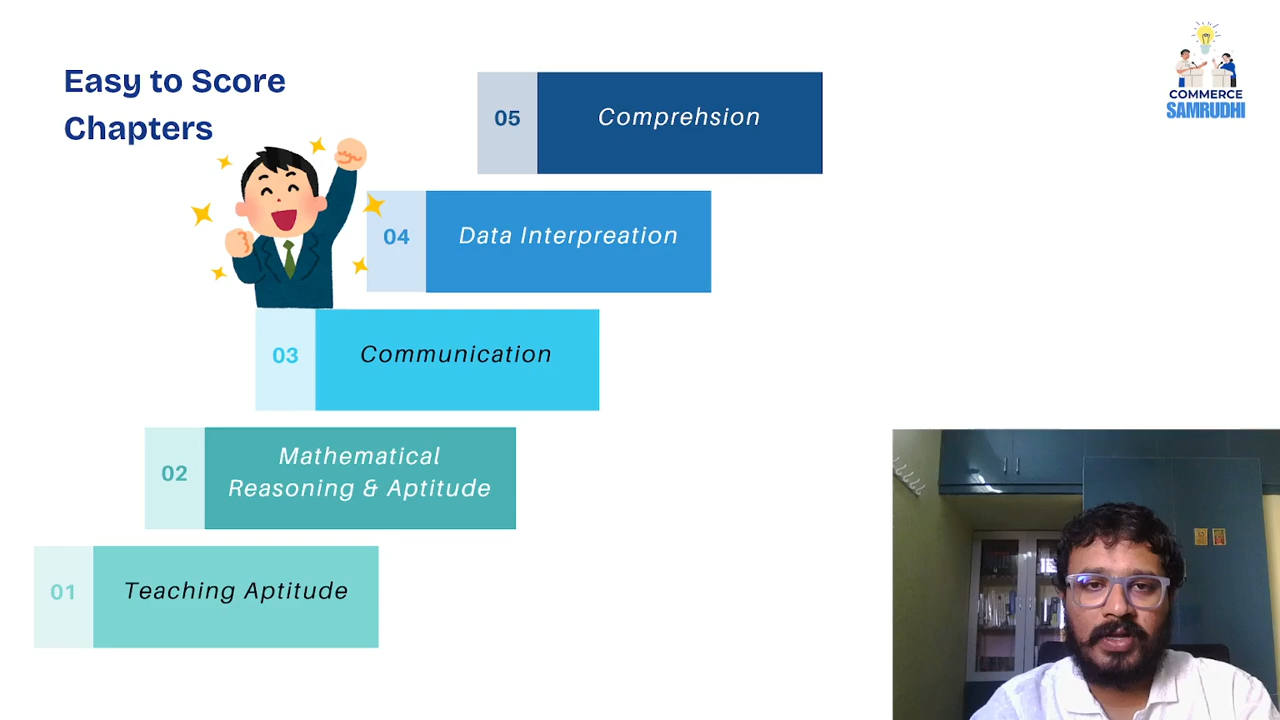 Easy to Score
Chapters
COMMERCE
SAMRUDHI
05
Comprehsion
04
Data Interpreation
03
Communication
02
Mathematical
Reasoning & Aptitude
01
Teaching Aptitude